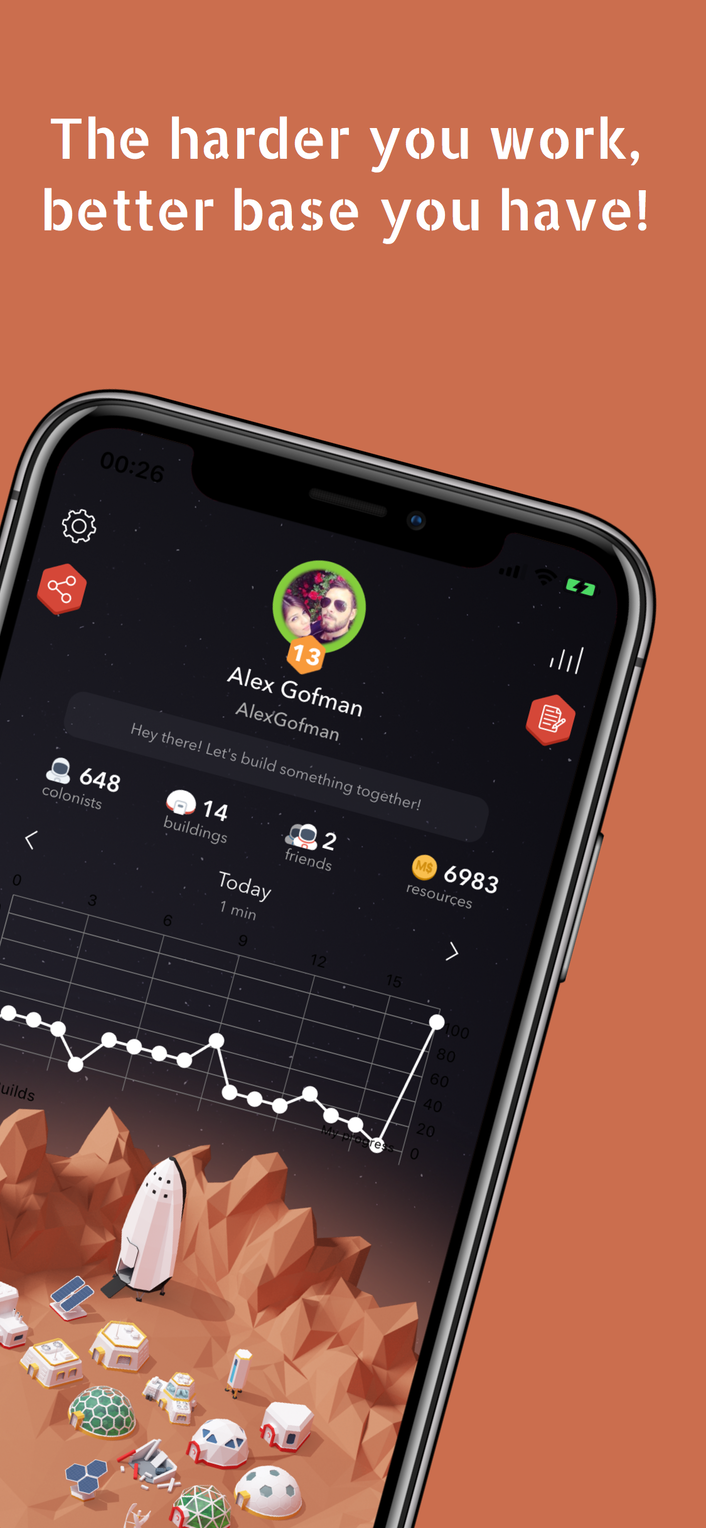 The harder you work,
better base you have!
00:26
13
Alex Gofman
AlexGofman
Hey there! Let's build something together!
648
colonists
14
buildings
2
friends
M$ 6983
resources
Today
1 min
0 3 6 9 12 15
100
80
60
40
20
0
My progress